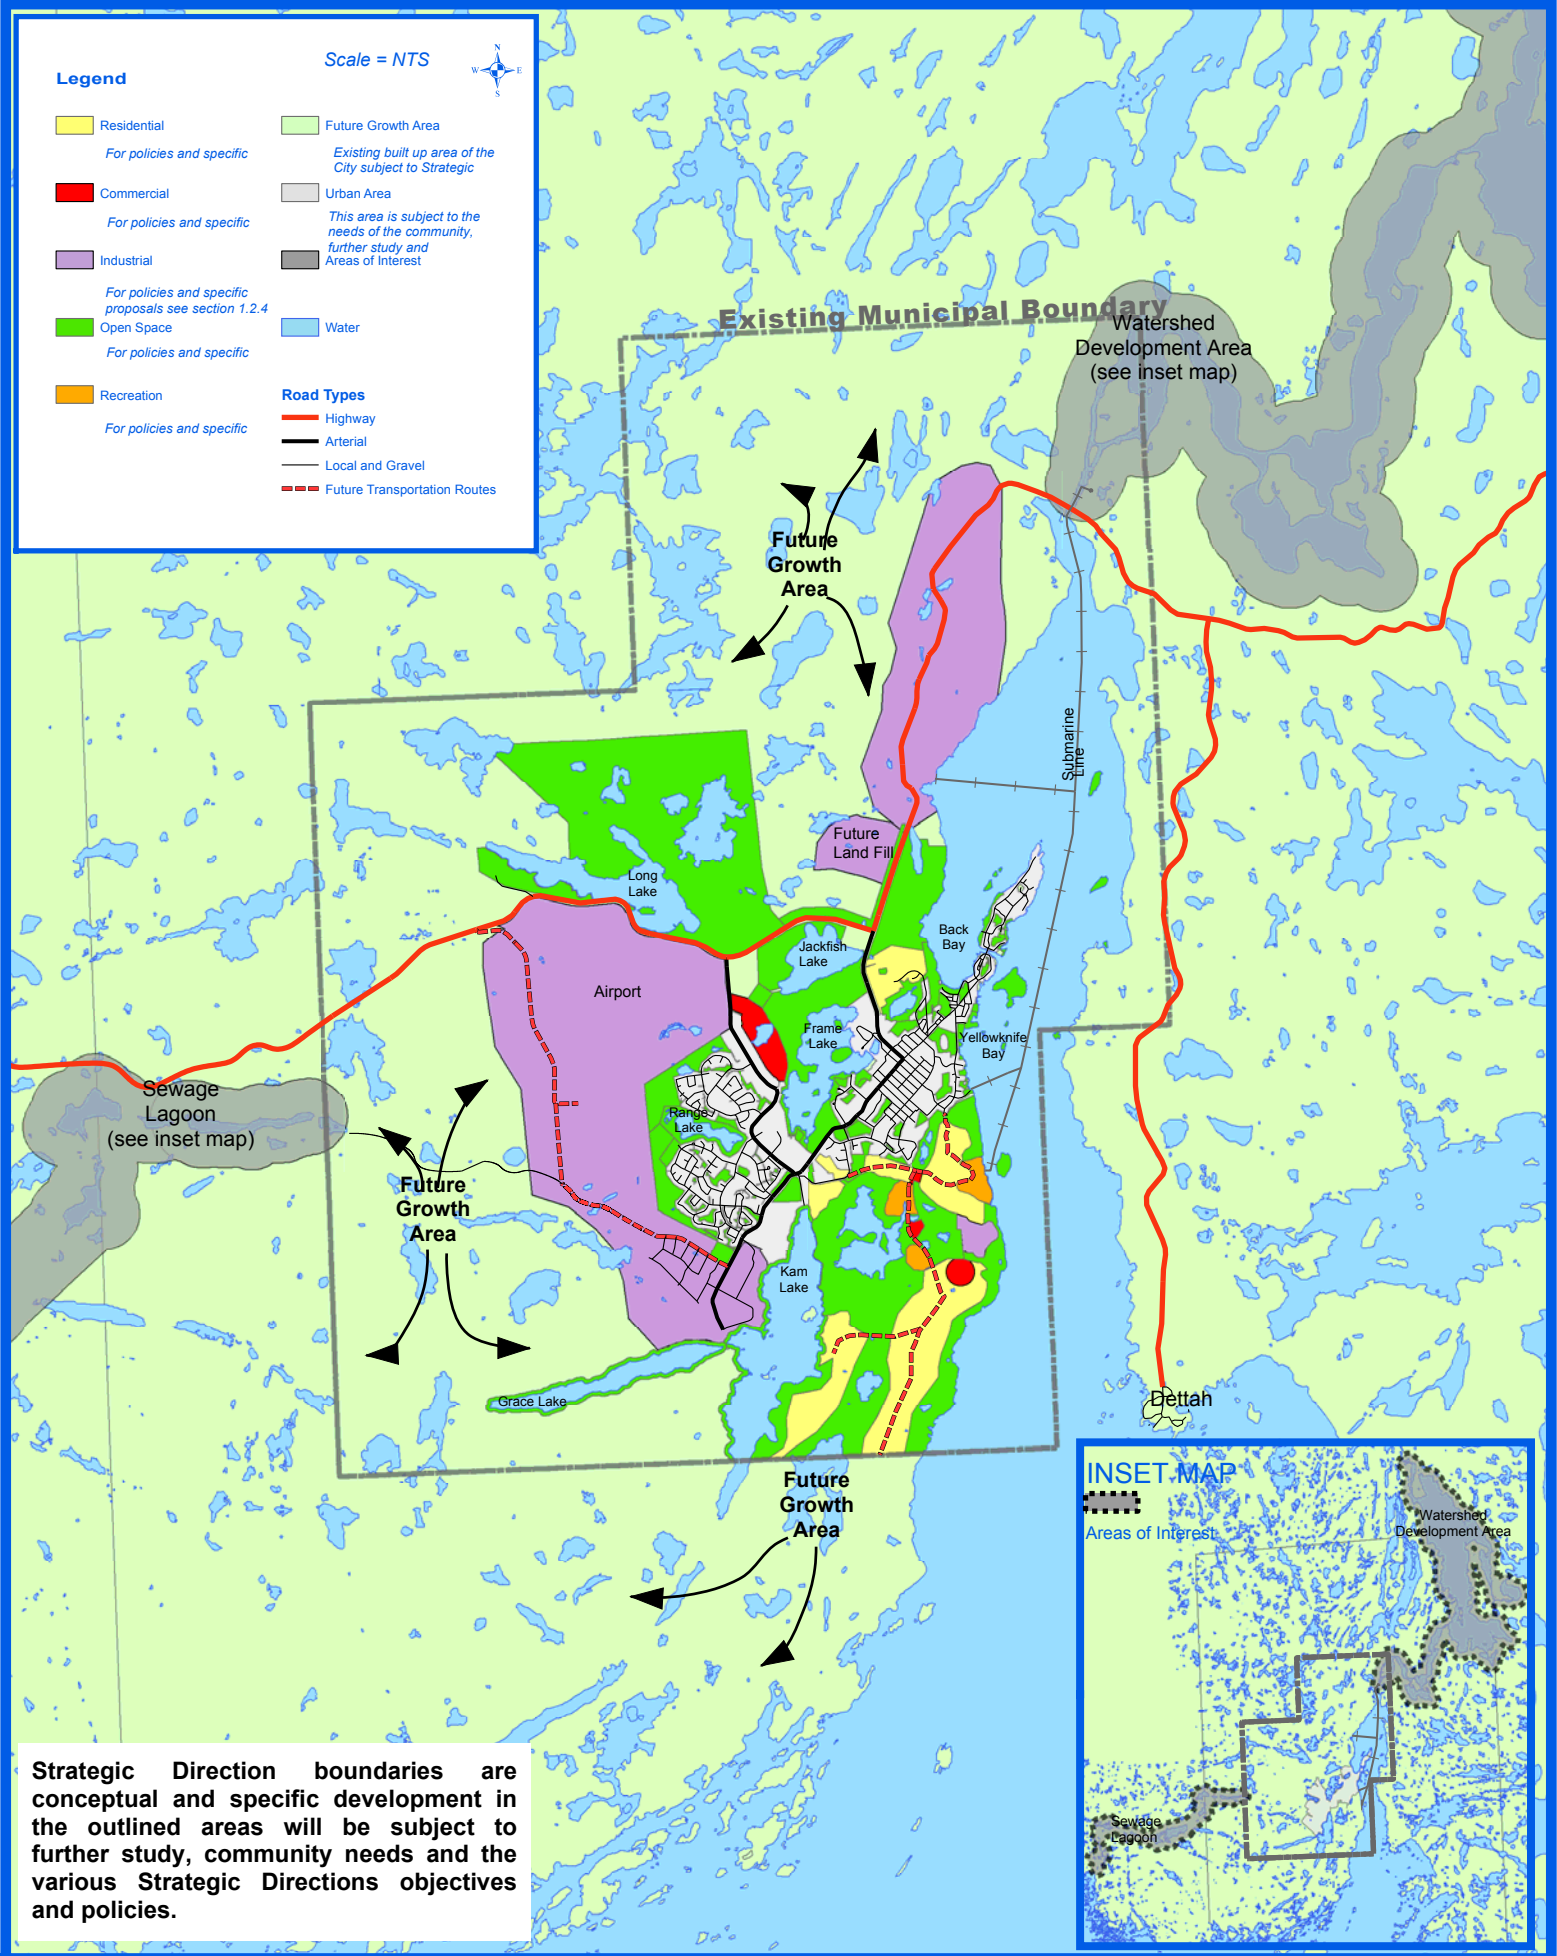 Scale = NTS
N
W
E
S
Legend
Residential
For policies and specific
Commercial
For policies and specific
Industrial
For policies and specific
proposals see section 1.2.4
Open Space
For policies and specific
Recreation
For policies and specific
Future Growth Area
Existing built up area of the
City subject to Strategic
Urban Area
This area is subject to the
needs of the community,
further study and
Areas of Interest
Water
Road Types
Highway
Arterial
Local and Gravel
Future Transportation Routes
Existing Municipal Boundary
Watershed
Development Area
(see inset map)
Future
Growth
Area
Submarine
Line
Future
Land Fill
Long
Lake
Back
Bay
Jackfish
Lake
Airport
Frame
Lake
Yellowknife
Bay
Sewage
Lagoon
(see inset map)
Range
Lake
Future
Growth
Area
Kam
Lake
Grace Lake
Dettah
Future
Growth
Area
INSET MAP
Areas of Interest
Watershed
Development Area
Sewage
Lagoon
Strategic Direction boundaries are
conceptual and specific development in
the outlined areas will be subject to
further study, community needs and the
various Strategic Directions objectives
and policies.